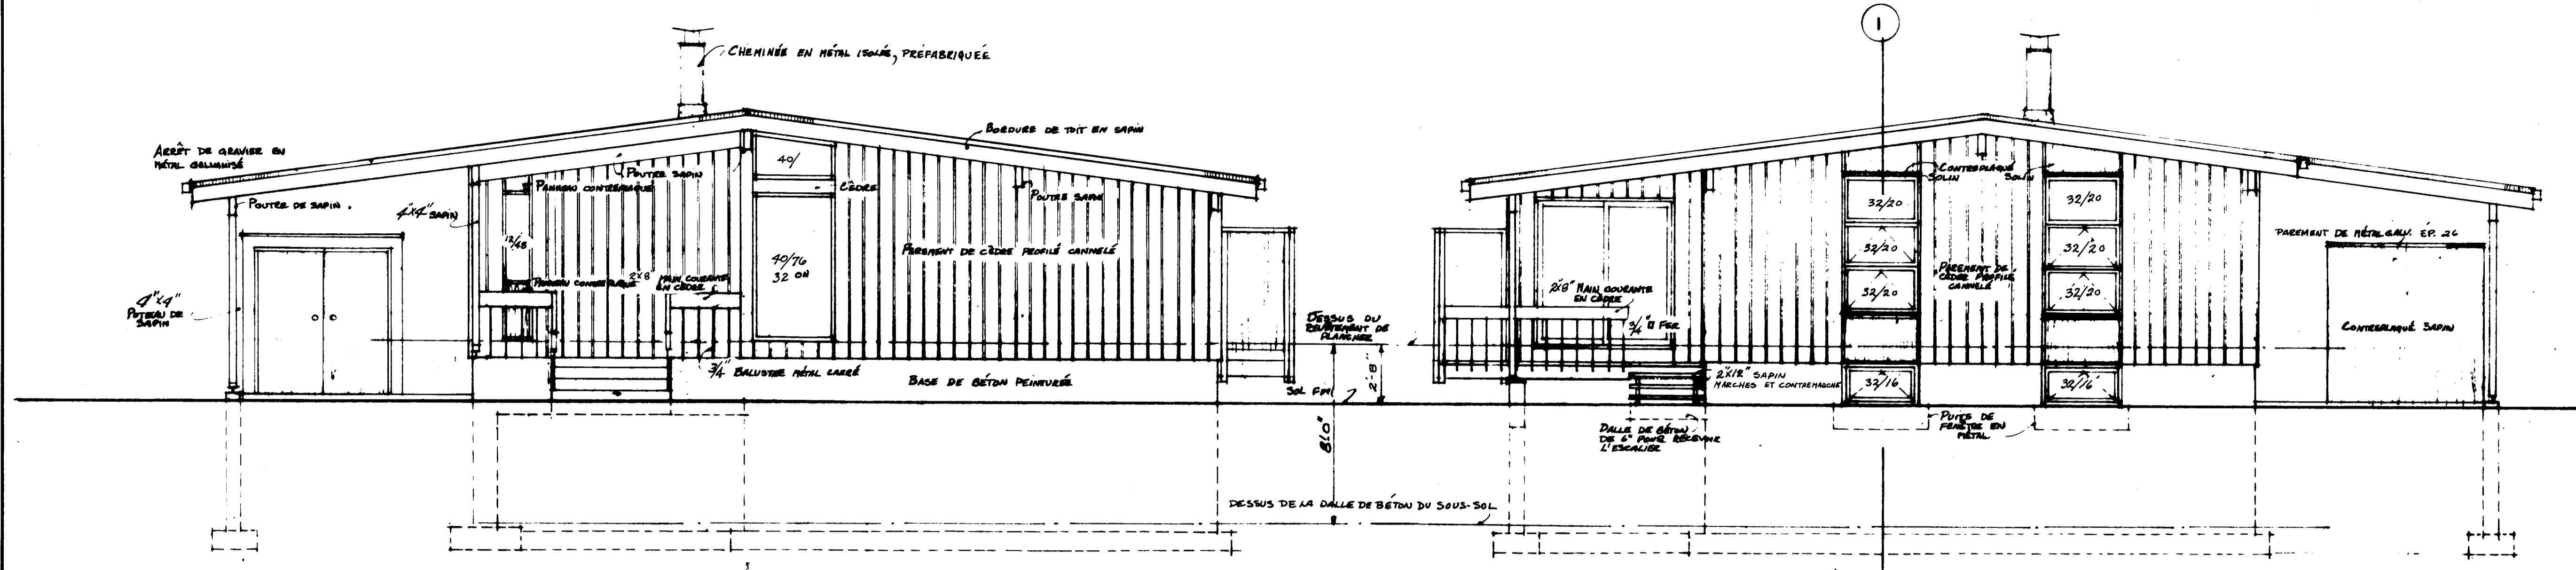 CHEMINÉE EN MÉTAL ISOLÉE, PRÉFABRIQUÉE
BORDURE DE TOIT EN SAPIN
ARRÊT DE GRAVIER EN
MÉTAL GALVANISÉ
POUTRE DE SAPIN.
4"X4" SAPIN
4"X4"
POTEAU DE
SAPIN
POUTRE SAPIN
PANNEAU CONTREPLAQUÉ
12/48
PANNEAU CONTREPLAQUÉ
2X8 MAIN COURANTE
EN CÈDRE
40/
CÈDRE
40/76
32 ON
POUTRE SAPIN
PAREMENT DE CÈDRE PROFILÉ CANNELÉ
3/4" BALUSTRE MÉTAL CARRÉ
BASE DE BÉTON PEINTURÉE
SOL FINI
DESSUS DU
REVÊTEMENT DE
PLANCHER
2'-8"
8'0"
DESSUS DE LA DALLE DE BÉTON DU SOUS-SOL
1
2"X8" MAIN COURANTE
EN CÈDRE
3/4" FER
2"X12" SAPIN
MARCHES ET CONTREMARCHE
DALLE DE BÉTON
DE 6" POUR RECEVOIR
L'ESCALIER
CONTREPLAQUÉ
SOLIN SOLIN
32/20
32/20
32/20
32/16
PAREMENT DE
CÈDRE PROFILÉ
CANNELÉ
32/20
32/20
32/20
32/16
PUITS DE
FENÊTRE EN
MÉTAL
PAREMENT DE MÉTAL GALV. ÉP. 26
CONTREPLAQUÉ SAPIN